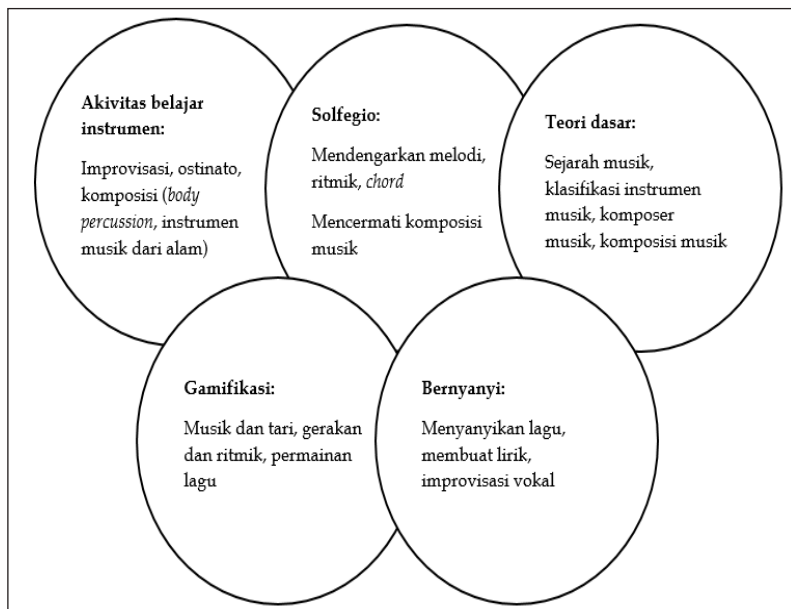 Akivitas belajar
instrumen:
Improvisasi, ostinato,
komposisi (body
percussion, instrumen
musik dari alam)
Solfegio:
Mendengarkan melodi,
ritmik, chord
Mencermati komposisi
musik
Teori dasar:
Sejarah musik,
klasifikasi instrumen
musik, komposer
musik, komposisi musik
Gamifikasi:
Musik dan tari, gerakan
dan ritmik, permainan
lagu
Bernyanyi:
Menyanyikan lagu,
membuat lirik,
improvisasi vokal